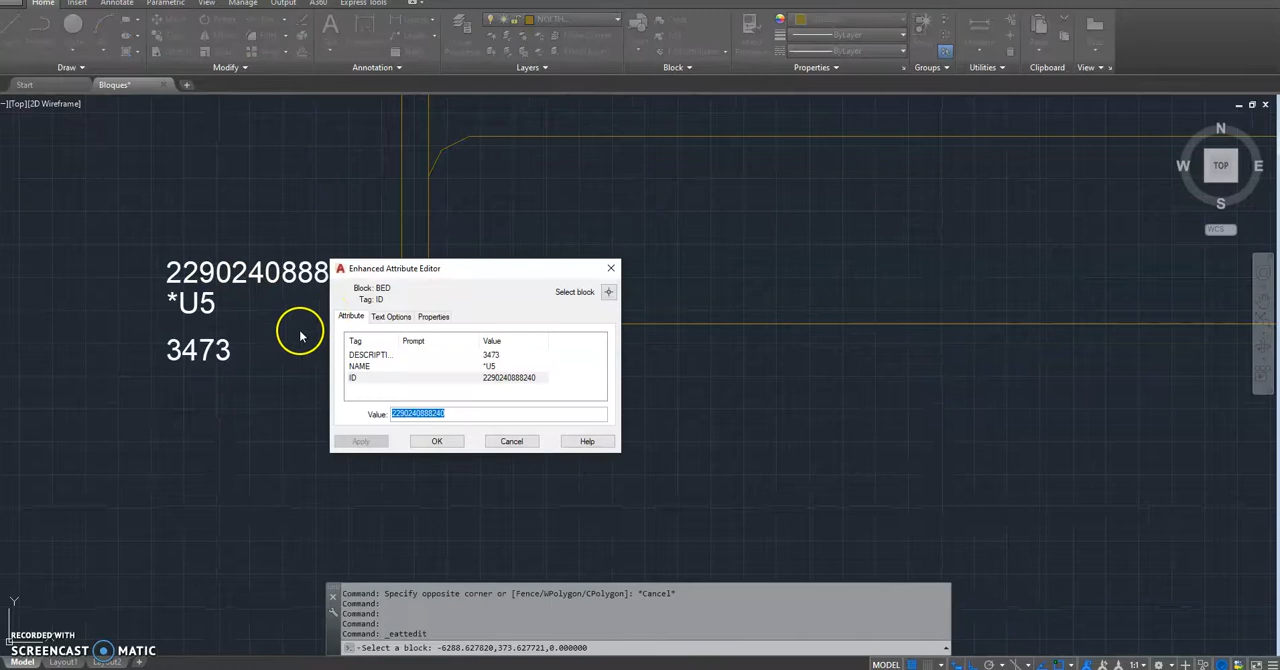 Home Insert Annotate Parametric View Manage Output A360 Express Tools
NORTH...
ByLayer
ByLayer
Draw Modify Annotation Layers Block Properties Groups Utilities Clipboard View
Start Bloques*
−][Top][2D Wireframe]
N
W TOP E
S
WCS
2290240888
*U5
3473
Enhanced Attribute Editor
Block: BED
Tag: ID
Select block
Attribute Text Options Properties
Tag Prompt Value
DESCRIPTI... 3473
NAME *U5
ID 2290240888240
Value: 2290240888240
Apply OK Cancel Help
Command: Specify opposite corner or [Fence/WPolygon/CPolygon]: *Cancel*
Command:
Command:
Command: _eattedit
-Select a block: -6288.627820,373.627721,0.000000
Y
RECORDED WITH
SCREENCAST MATIC
Model Layout1 Layout2
MODEL 1:1